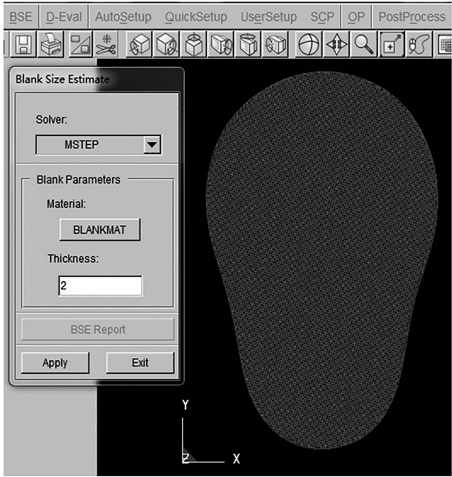 BSE D-Eval AutoSetup QuickSetup UserSetup SCP OP PostProcess
Blank Size Estimate
Solver:
MSTEP
Blank Parameters
Material:
BLANKMAT
Thickness:
2
BSE Report
Apply Exit
Y
Z X